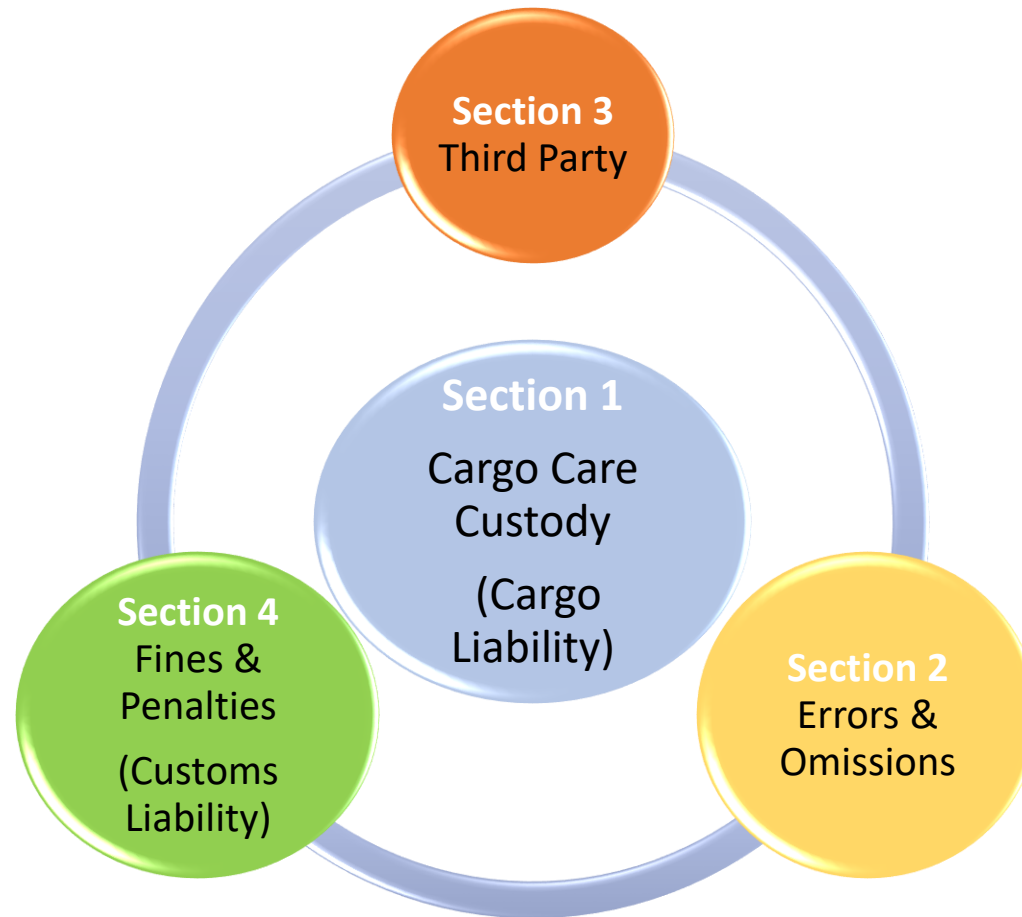 Section 3
Third Party
Section 1
Cargo Care
Custody
(Cargo
Liability)
Section 4
Fines &
Penalties
(Customs
Liability)
Section 2
Errors &
Omissions